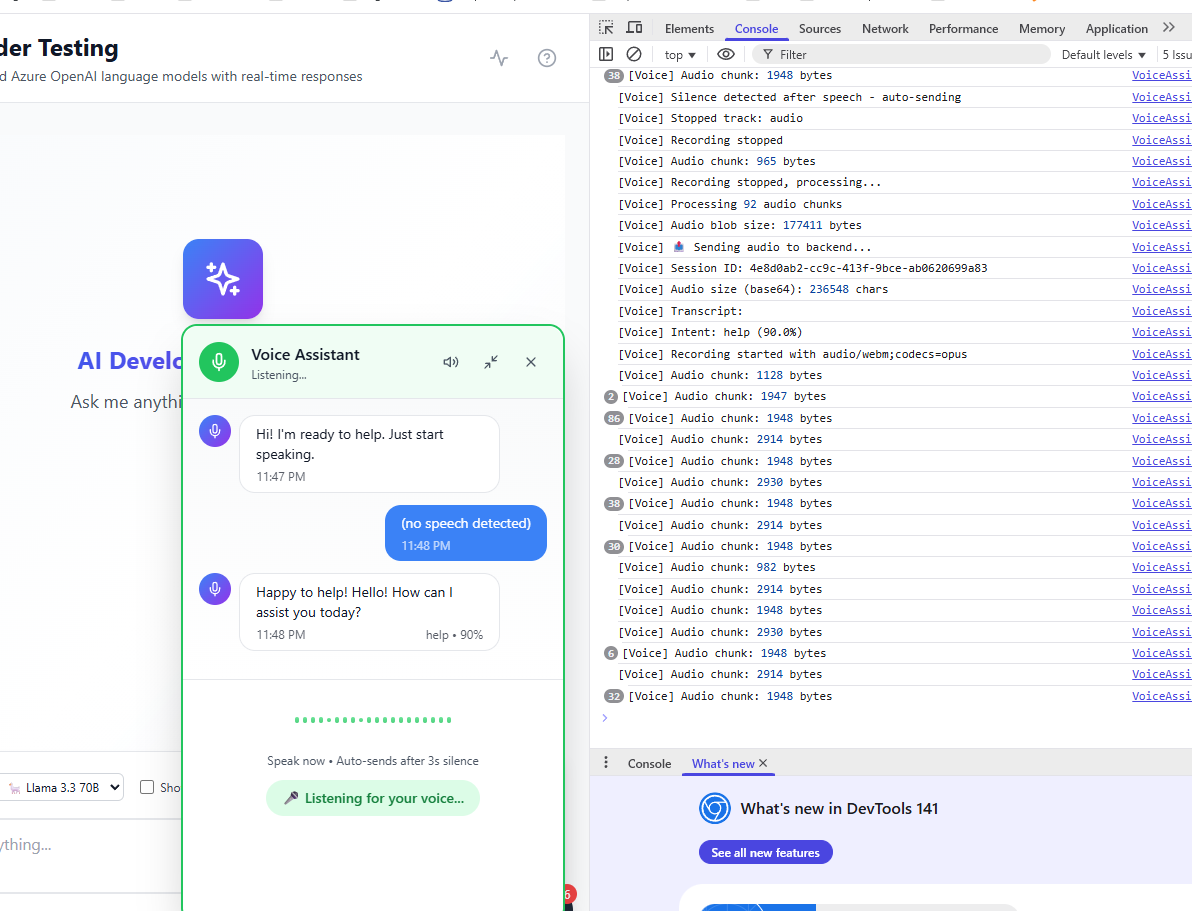 der Testing
d Azure OpenAI language models with real-time responses
AI Develo
Ask me anythi
Voice Assistant
Listening...
Hi! I'm ready to help. Just start
speaking.
11:47 PM
(no speech detected)
11:48 PM
Happy to help! Hello! How can I
assist you today?
11:48 PM
help • 90%
Speak now • Auto-sends after 3s silence
🎤 Listening for your voice...
🦙 Llama 3.3 70B
Sho
ything...
6
Elements Console Sources Network Performance Memory Application
top Filter Default levels 5 Issu
38 [Voice] Audio chunk: 1948 bytes VoiceAssi
[Voice] Silence detected after speech - auto-sending VoiceAssi
[Voice] Stopped track: audio VoiceAssi
[Voice] Recording stopped VoiceAssi
[Voice] Audio chunk: 965 bytes VoiceAssi
[Voice] Recording stopped, processing... VoiceAssi
[Voice] Processing 92 audio chunks VoiceAssi
[Voice] Audio blob size: 177411 bytes VoiceAssi
[Voice] 📤 Sending audio to backend... VoiceAssi
[Voice] Session ID: 4e8d0ab2-cc9c-413f-9bce-ab0620699a83 VoiceAssi
[Voice] Audio size (base64): 236548 chars VoiceAssi
[Voice] Transcript: VoiceAssi
[Voice] Intent: help (90.0%) VoiceAssi
[Voice] Recording started with audio/webm;codecs=opus VoiceAssi
[Voice] Audio chunk: 1128 bytes VoiceAssi
2 [Voice] Audio chunk: 1947 bytes VoiceAssi
86 [Voice] Audio chunk: 1948 bytes VoiceAssi
[Voice] Audio chunk: 2914 bytes VoiceAssi
28 [Voice] Audio chunk: 1948 bytes VoiceAssi
[Voice] Audio chunk: 2930 bytes VoiceAssi
38 [Voice] Audio chunk: 1948 bytes VoiceAssi
[Voice] Audio chunk: 2914 bytes VoiceAssi
30 [Voice] Audio chunk: 1948 bytes VoiceAssi
[Voice] Audio chunk: 982 bytes VoiceAssi
[Voice] Audio chunk: 2914 bytes VoiceAssi
[Voice] Audio chunk: 1948 bytes VoiceAssi
[Voice] Audio chunk: 2930 bytes VoiceAssi
6 [Voice] Audio chunk: 1948 bytes VoiceAssi
[Voice] Audio chunk: 2914 bytes VoiceAssi
32 [Voice] Audio chunk: 1948 bytes VoiceAssi
Console What's new
What's new in DevTools 141
See all new features